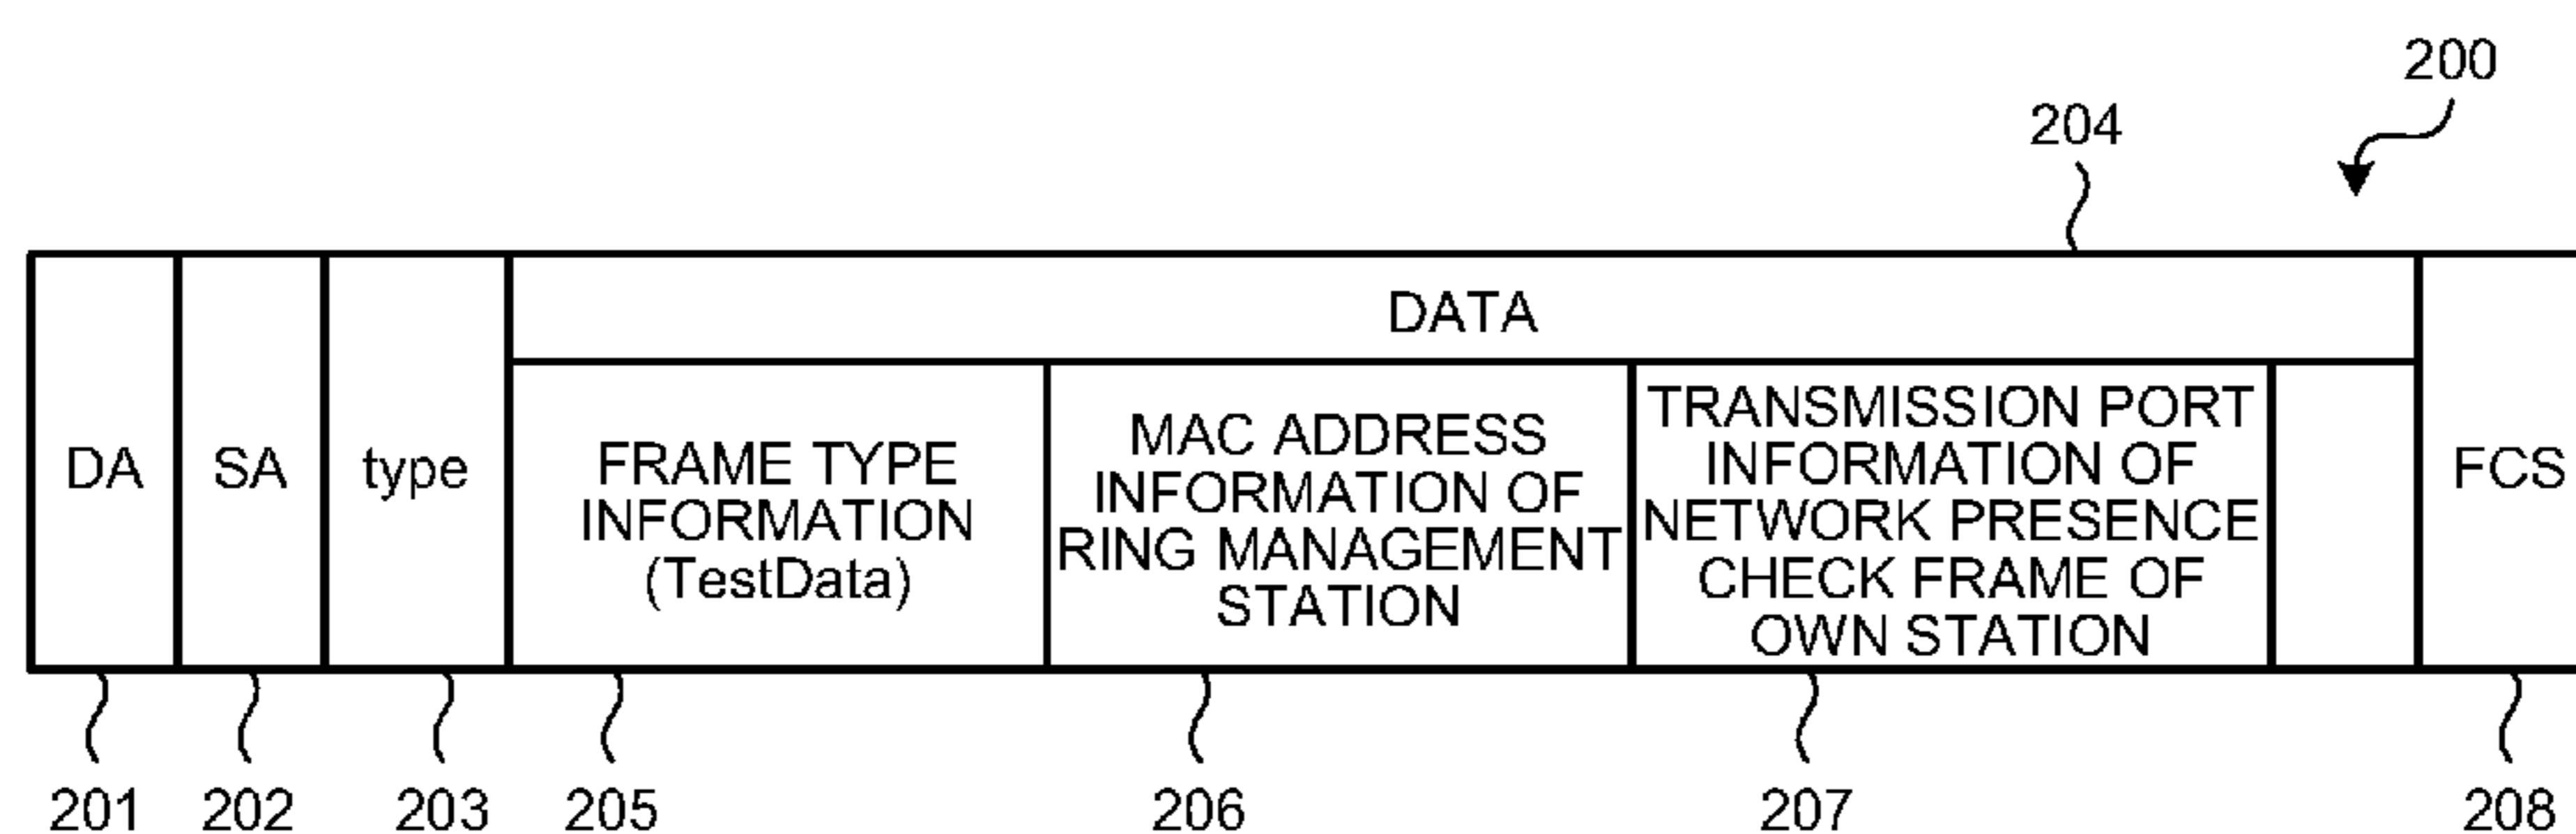 200
204
DATA
DA
SA
type
FRAME TYPE
INFORMATION
(TestData)
MAC ADDRESS
INFORMATION OF
RING MANAGEMENT
STATION
TRANSMISSION PORT
INFORMATION OF
NETWORK PRESENCE
CHECK FRAME OF
OWN STATION
FCS
201
202
203
205
206
207
208